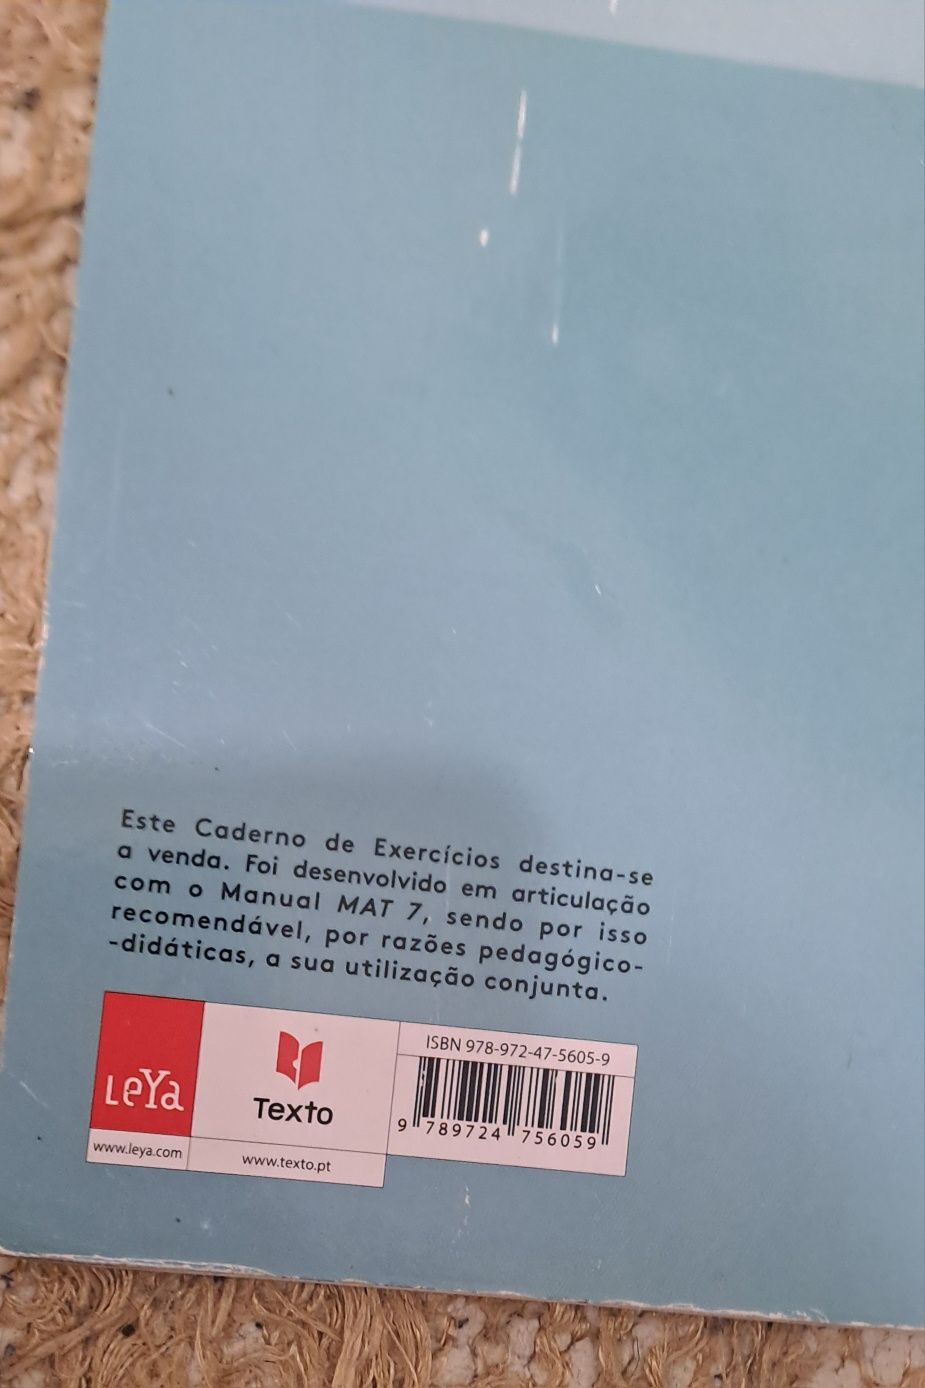 Este Caderno de Exercícios destina-se
a venda. Foi desenvolvido em articulação
com o Manual MAT 7, sendo por isso
recomendável, por razões pedagógico-
-didáticas, a sua utilização conjunta.
LeYa
www.leya.com
Texto
www.texto.pt
ISBN 978-972-47-5605-9
9 789724 756059